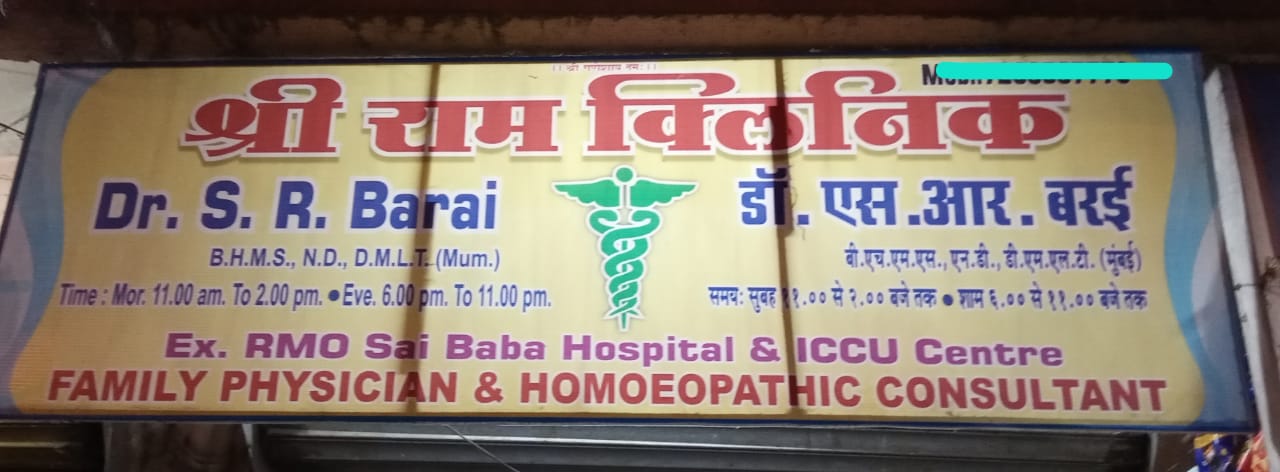 ।। श्री गणेशाय नमः ।।
श्री राम क्लिनिक
Dr. S. R. Barai
B.H.M.S., N.D., D.M.L.T. (Mum.)
Time : Mor. 11.00 am. To 2.00 pm. ● Eve. 6.00 pm. To 11.00 pm.
डॉ. एस.आर. बरई
बी.एच.एम.एस., एन.डी., डी.एम.एल.टी. (मुंबई)
समय: सुबह ११.०० से २.०० बजे तक ● शाम ६.०० से ११.०० बजे तक
Ex. RMO Sai Baba Hospital & ICCU Centre
FAMILY PHYSICIAN & HOMOEOPATHIC CONSULTANT